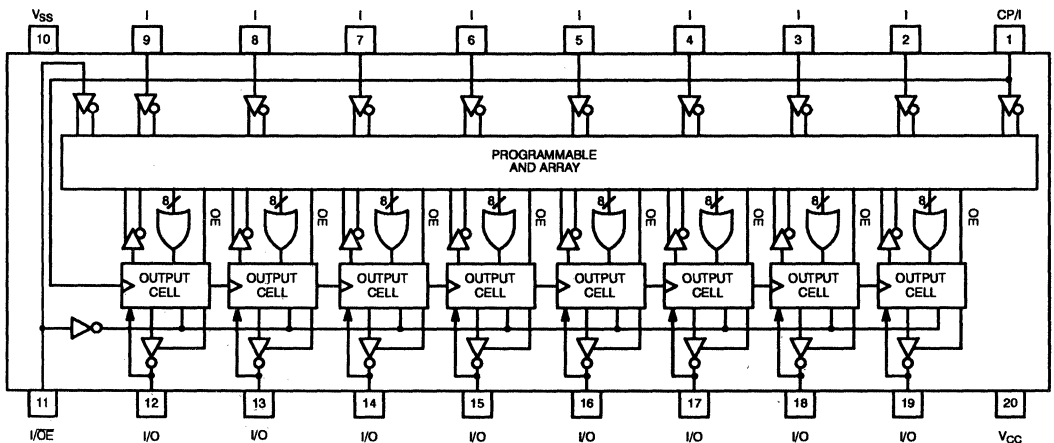 VSS I I I I I I I I CP/I
10 9 8 7 6 5 4 3 2 1
PROGRAMMABLE
AND ARRAY
8 8 8 8 8 8 8 8
OE OE OE OE OE OE OE OE
OUTPUT CELL OUTPUT CELL OUTPUT CELL OUTPUT CELL OUTPUT CELL OUTPUT CELL OUTPUT CELL OUTPUT CELL
11 12 13 14 15 16 17 18 19 20
I/OE I/O I/O I/O I/O I/O I/O I/O I/O VCC